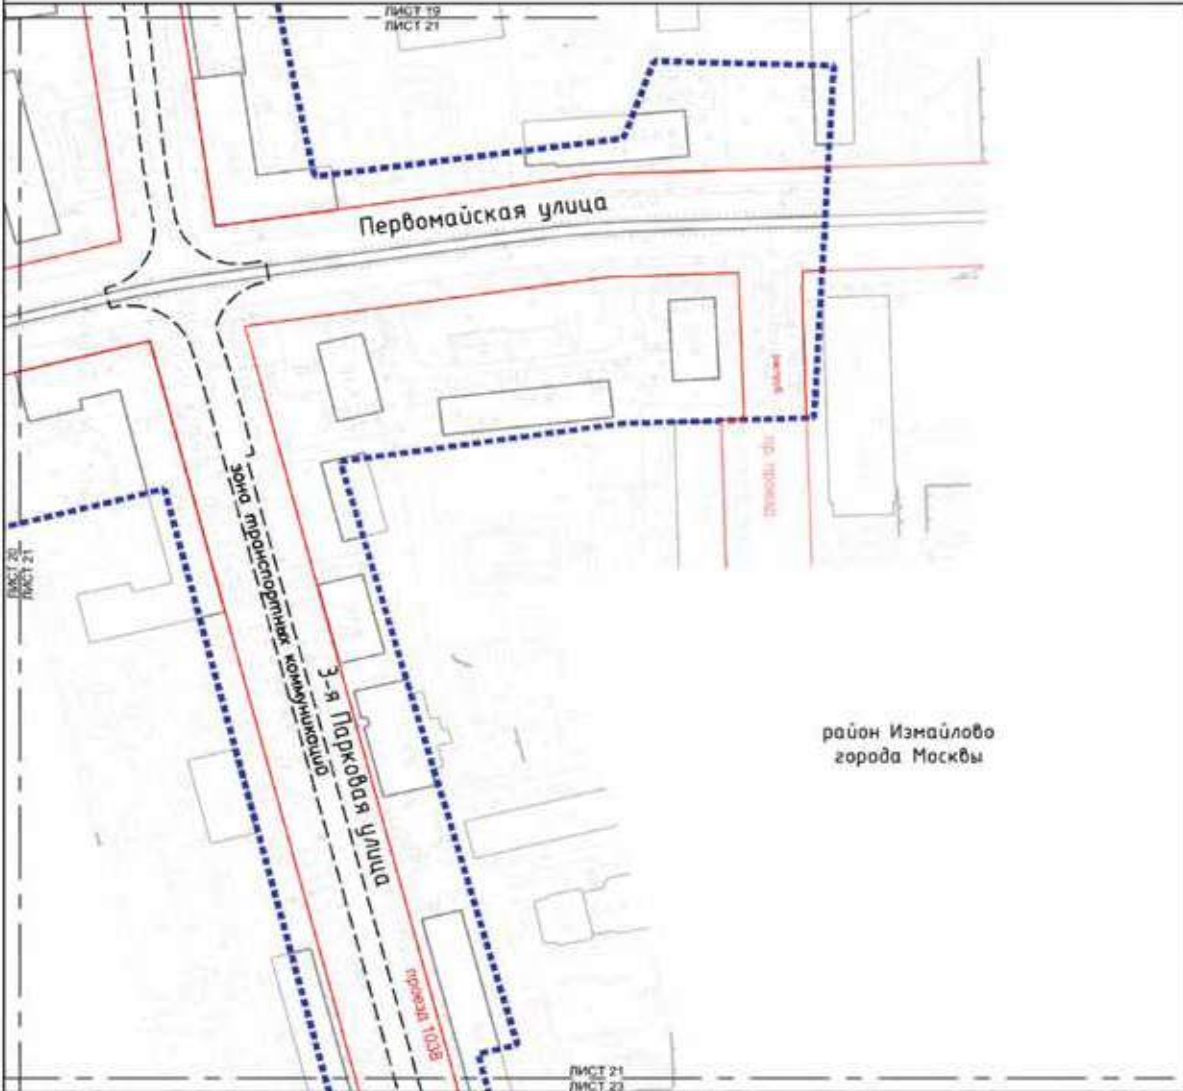 ЛИСТ 19
ЛИСТ 21
Первомайская улица
пр. проезд
ЛИСТ 20
ЛИСТ 21
зона транспортных коммуникаций
3-я Парковая улица
район Измайлово
города Москвы
проезд 1038
ЛИСТ 21
ЛИСТ 23